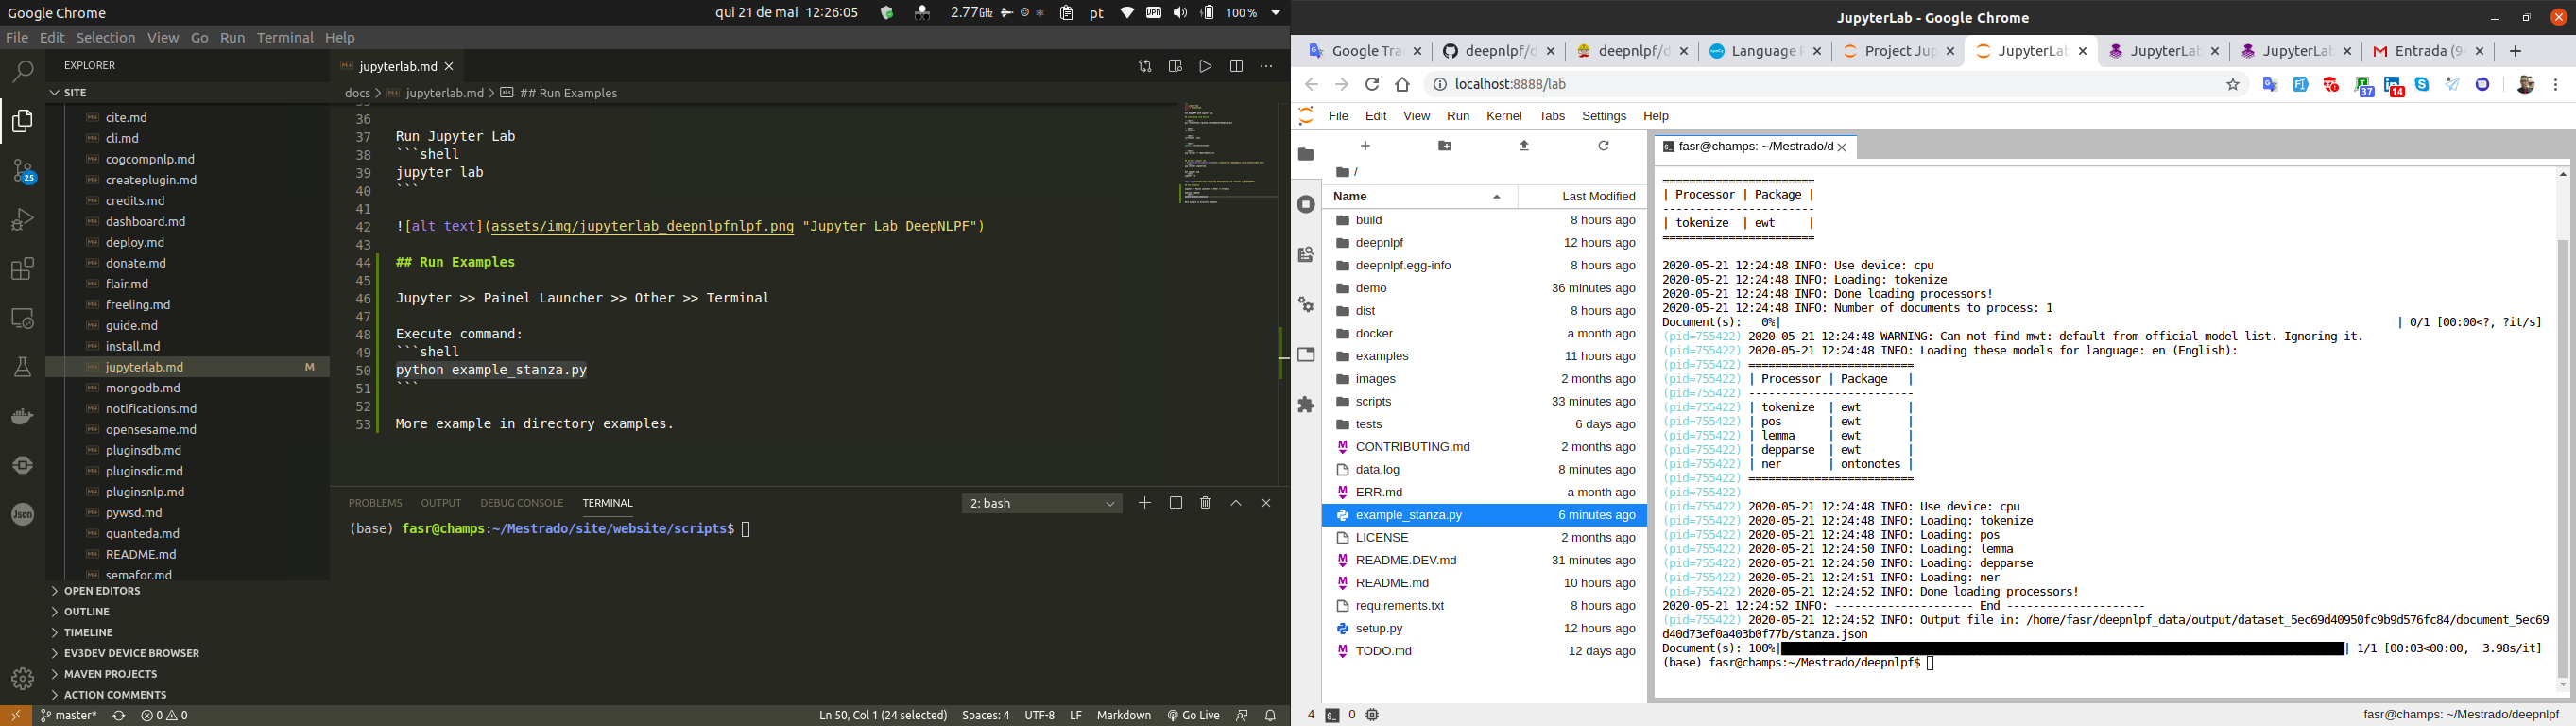 Google Chrome
qui 21 de mai 12:26:05
2.77GHz
pt
VPN
100 %
File Edit Selection View Go Run Terminal Help
EXPLORER
SITE
cite.md
cli.md
cogcompnlp.md
createplugin.md
credits.md
dashboard.md
deploy.md
donate.md
flair.md
freeling.md
guide.md
install.md
jupyterlab.md M
mongodb.md
notifications.md
opensesame.md
pluginsdb.md
pluginsdic.md
pluginsnlp.md
pywsd.md
quanteda.md
README.md
semafor.md
OPEN EDITORS
OUTLINE
TIMELINE
EV3DEV DEVICE BROWSER
MAVEN PROJECTS
ACTION COMMENTS
25
Json
jupyterlab.md
docs > jupyterlab.md > ## Run Examples
36
37 Run Jupyter Lab
38 ```shell
39 jupyter lab
40 ```
41
42 ![alt text](assets/img/jupyterlab_deepnlpfnlpf.png "Jupyter Lab DeepNLPF")
43
44 ## Run Examples
45
46 Jupyter >> Painel Launcher >> Other >> Terminal
47
48 Execute command:
49 ```shell
50 python example_stanza.py
51 ```
52
53 More example in directory examples.
PROBLEMS OUTPUT DEBUG CONSOLE TERMINAL
2: bash
(base) fasr@champs:~/Mestrado/site/website/scripts$
master* 0 0
Ln 50, Col 1 (24 selected) Spaces: 4 UTF-8 LF Markdown Go Live
JupyterLab - Google Chrome
Google Tra
deepnlpf/d
deepnlpf/d
Language
Project Jup
JupyterLab
JupyterLab
JupyterLab
Entrada (94
localhost:8888/lab
37
14
File Edit View Run Kernel Tabs Settings Help
/
Name Last Modified
build 8 hours ago
deepnlpf 12 hours ago
deepnlpf.egg-info 8 hours ago
demo 36 minutes ago
dist 8 hours ago
docker a month ago
examples 11 hours ago
images 2 months ago
scripts 33 minutes ago
tests 6 days ago
CONTRIBUTING.md 2 months ago
data.log 8 minutes ago
ERR.md a month ago
example_stanza.py 6 minutes ago
LICENSE 2 months ago
README.DEV.md 31 minutes ago
README.md 10 hours ago
requirements.txt 8 hours ago
setup.py 12 hours ago
TODO.md 12 days ago
fasr@champs: ~/Mestrado/d
=======================
| Processor | Package |
-----------------------
| tokenize | ewt |
=======================
2020-05-21 12:24:48 INFO: Use device: cpu
2020-05-21 12:24:48 INFO: Loading: tokenize
2020-05-21 12:24:48 INFO: Done loading processors!
2020-05-21 12:24:48 INFO: Number of documents to process: 1
Document(s): 0%| | 0/1 [00:00<?, ?it/s]
(pid=755422) 2020-05-21 12:24:48 WARNING: Can not find mwt: default from official model list. Ignoring it.
(pid=755422) 2020-05-21 12:24:48 INFO: Loading these models for language: en (English):
(pid=755422) =========================
(pid=755422) | Processor | Package |
(pid=755422) -------------------------
(pid=755422) | tokenize | ewt |
(pid=755422) | pos | ewt |
(pid=755422) | lemma | ewt |
(pid=755422) | depparse | ewt |
(pid=755422) | ner | ontonotes |
(pid=755422) =========================
(pid=755422)
(pid=755422) 2020-05-21 12:24:48 INFO: Use device: cpu
(pid=755422) 2020-05-21 12:24:48 INFO: Loading: tokenize
(pid=755422) 2020-05-21 12:24:48 INFO: Loading: pos
(pid=755422) 2020-05-21 12:24:50 INFO: Loading: lemma
(pid=755422) 2020-05-21 12:24:50 INFO: Loading: depparse
(pid=755422) 2020-05-21 12:24:51 INFO: Loading: ner
(pid=755422) 2020-05-21 12:24:52 INFO: Done loading processors!
2020-05-21 12:24:52 INFO: --------------------- End ---------------------
(pid=755422) 2020-05-21 12:24:52 INFO: Output file in: /home/fasr/deepnlpf_data/output/dataset_5ec69d40950fc9b9d576fc84/document_5ec69
d40d73ef0a403b0f77b/stanza.json
Document(s): 100%| | 1/1 [00:03<00:00, 3.98s/it]
(base) fasr@champs:~/Mestrado/deepnlpf$
4 0
fasr@champs: ~/Mestrado/deepnlpf